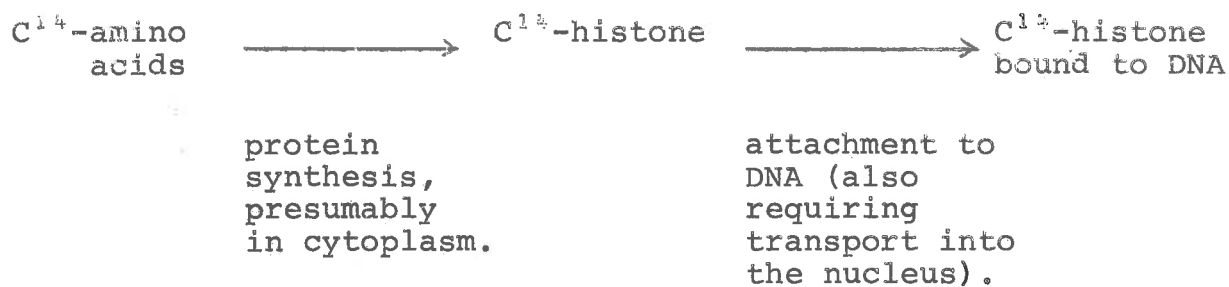 C¹⁴-amino acids ⟶ C¹⁴-histone ⟶ C¹⁴-histone bound to DNA
protein
synthesis,
presumably
in cytoplasm.
attachment to
DNA (also
requiring
transport into
the nucleus).